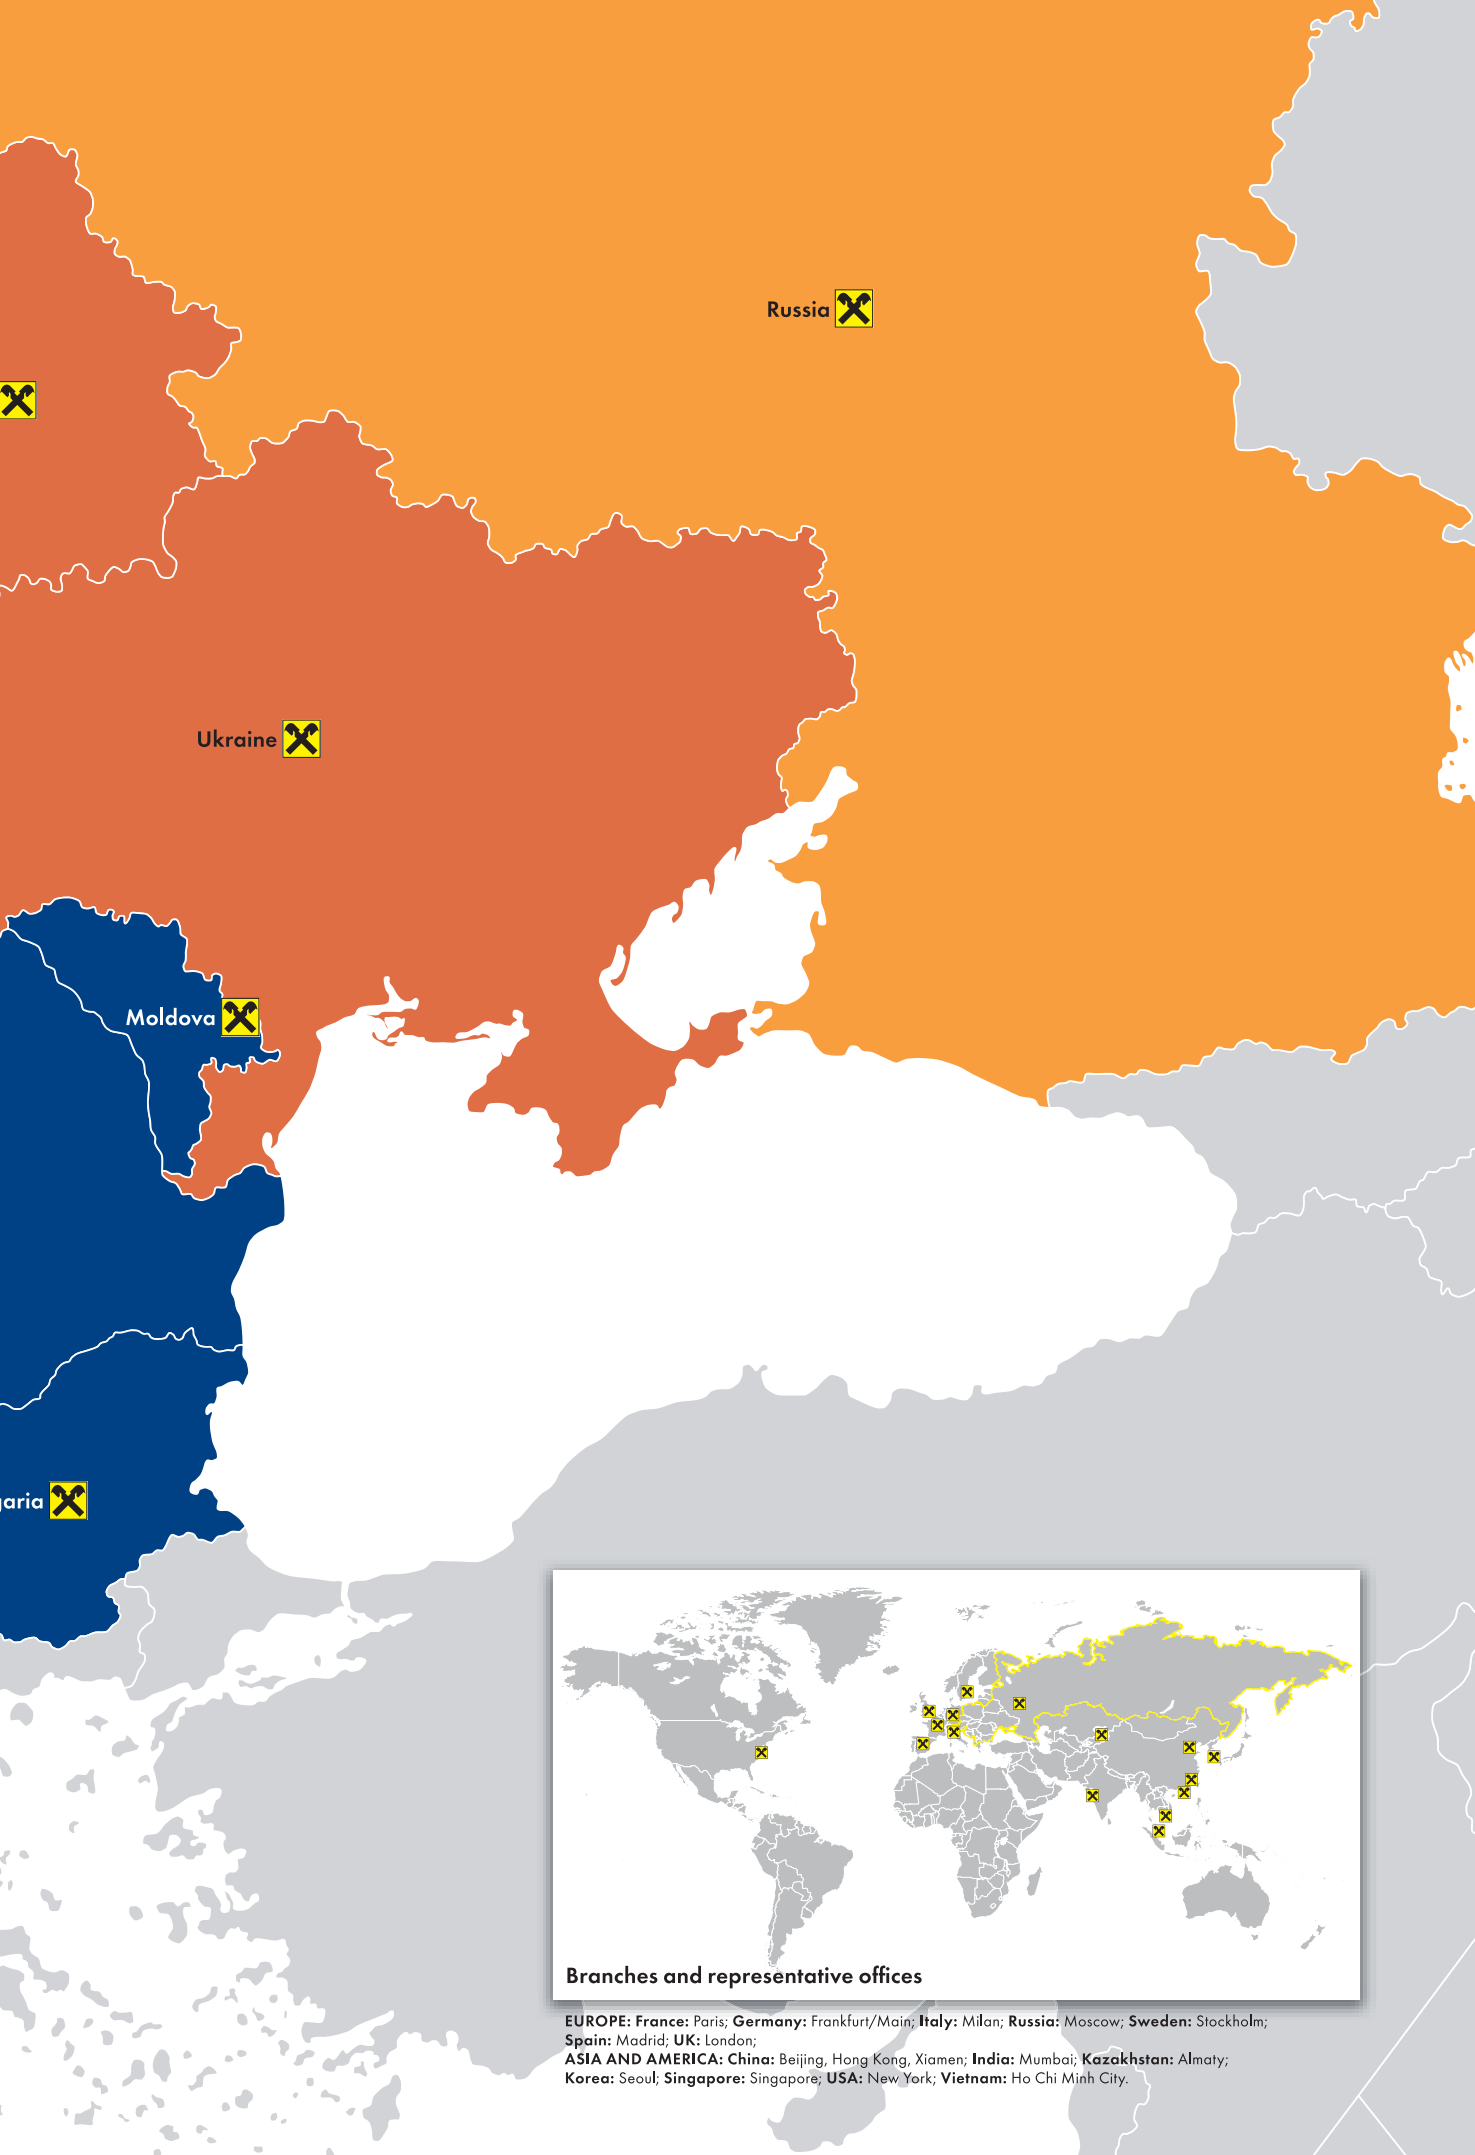 Russia
Ukraine
Moldova
garia
Branches and representative offices
EUROPE: France: Paris; Germany: Frankfurt/Main; Italy: Milan; Russia: Moscow; Sweden: Stockholm;
Spain: Madrid; UK: London;
ASIA AND AMERICA: China: Beijing, Hong Kong, Xiamen; India: Mumbai; Kazakhstan: Almaty;
Korea: Seoul; Singapore: Singapore; USA: New York; Vietnam: Ho Chi Minh City.